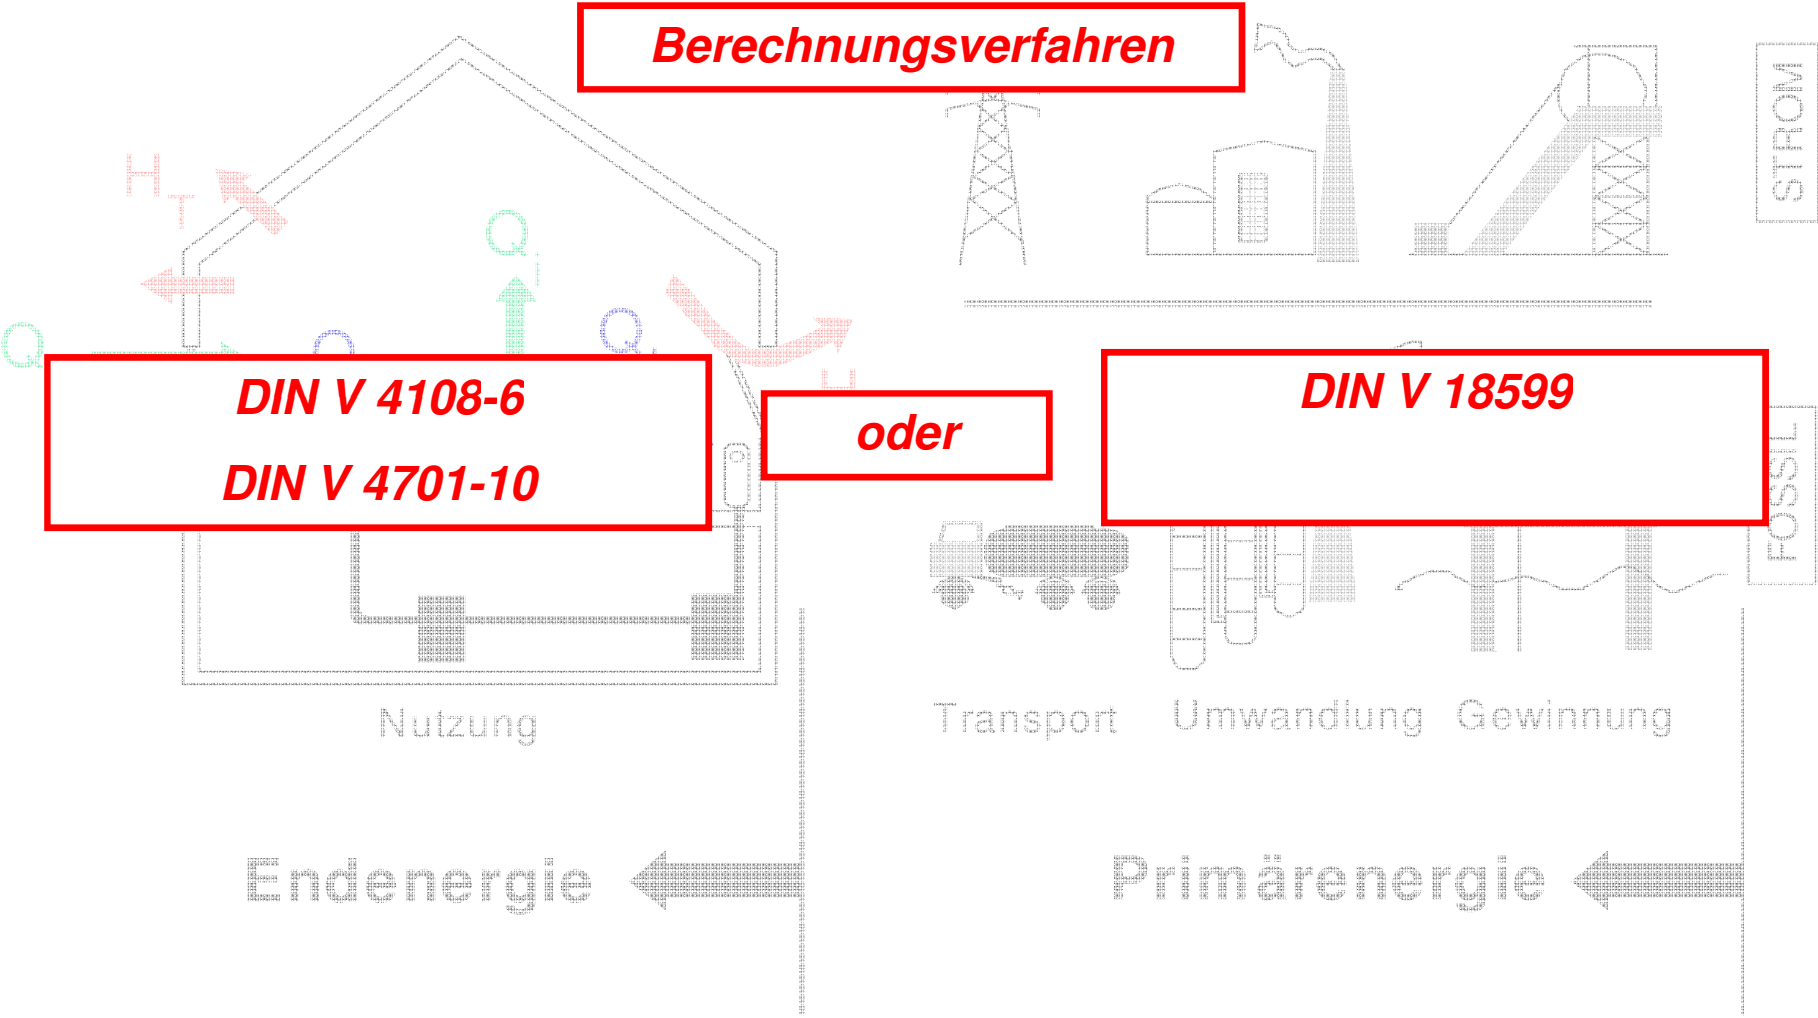 Berechnungsverfahren
STROM
H
T
Q
i
Q
Q
Q
DIN V 4108-6
DIN V 4701-10
oder
DIN V 18599
FOSSIL
Nutzung
Transport
Umwandlung
Gewinnung
Endenergie
Primärenergie